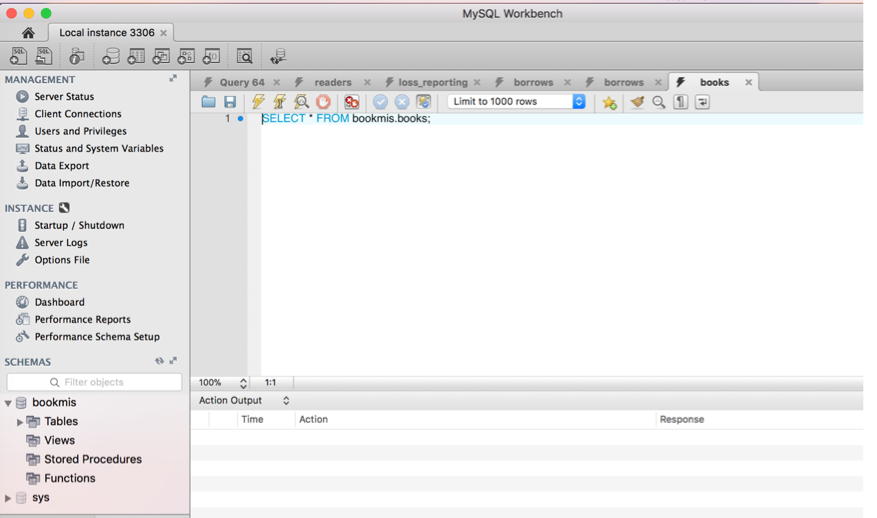 MySQL Workbench
Local instance 3306
MANAGEMENT
Server Status
Client Connections
Users and Privileges
Status and System Variables
Data Export
Data Import/Restore
INSTANCE
Startup / Shutdown
Server Logs
Options File
PERFORMANCE
Dashboard
Performance Reports
Performance Schema Setup
SCHEMAS
Filter objects
bookmis
Tables
Views
Stored Procedures
Functions
sys
Query 64 readers loss_reporting borrows borrows books
Limit to 1000 rows
1 SELECT * FROM bookmis.books;
100% 1:1
Action Output
Time Action Response